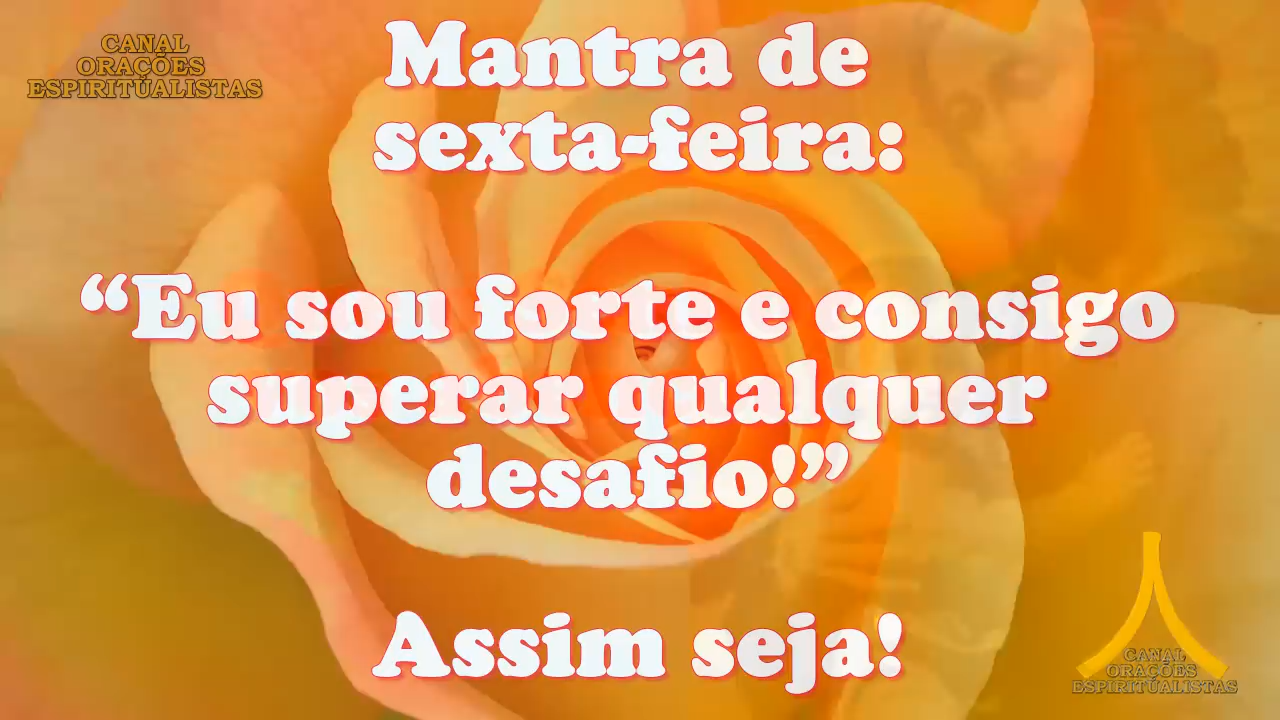 CANAL
ORAÇÕES
ESPIRITUALISTAS
Mantra de
sexta-feira:
“Eu sou forte e consigo
superar qualquer
desafio!”
Assim seja!
CANAL
ORAÇÕES
ESPIRITUALISTAS